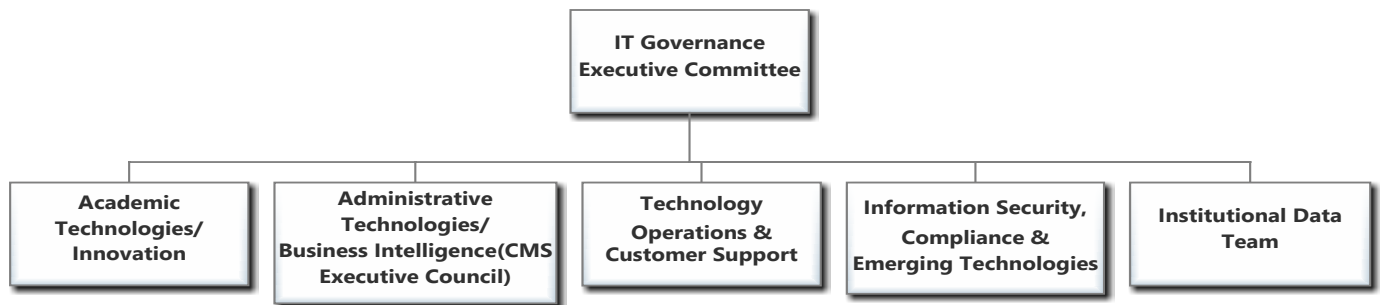 IT Governance
Executive Committee
Academic
Technologies/
Innovation
Administrative
Technologies/
Business Intelligence(CMS
Executive Council)
Technology
Operations &
Customer Support
Information Security,
Compliance &
Emerging Technologies
Institutional Data
Team